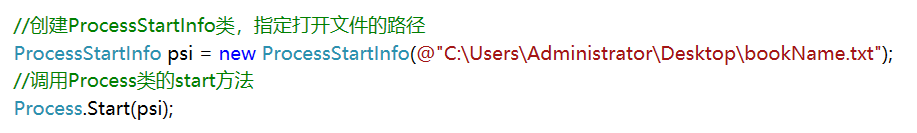 //创建ProcessStartInfo类，指定打开文件的路径
ProcessStartInfo psi = new ProcessStartInfo(@"C:\Users\Administrator\Desktop\bookName.txt");
//调用Process类的start方法
Process.Start(psi);